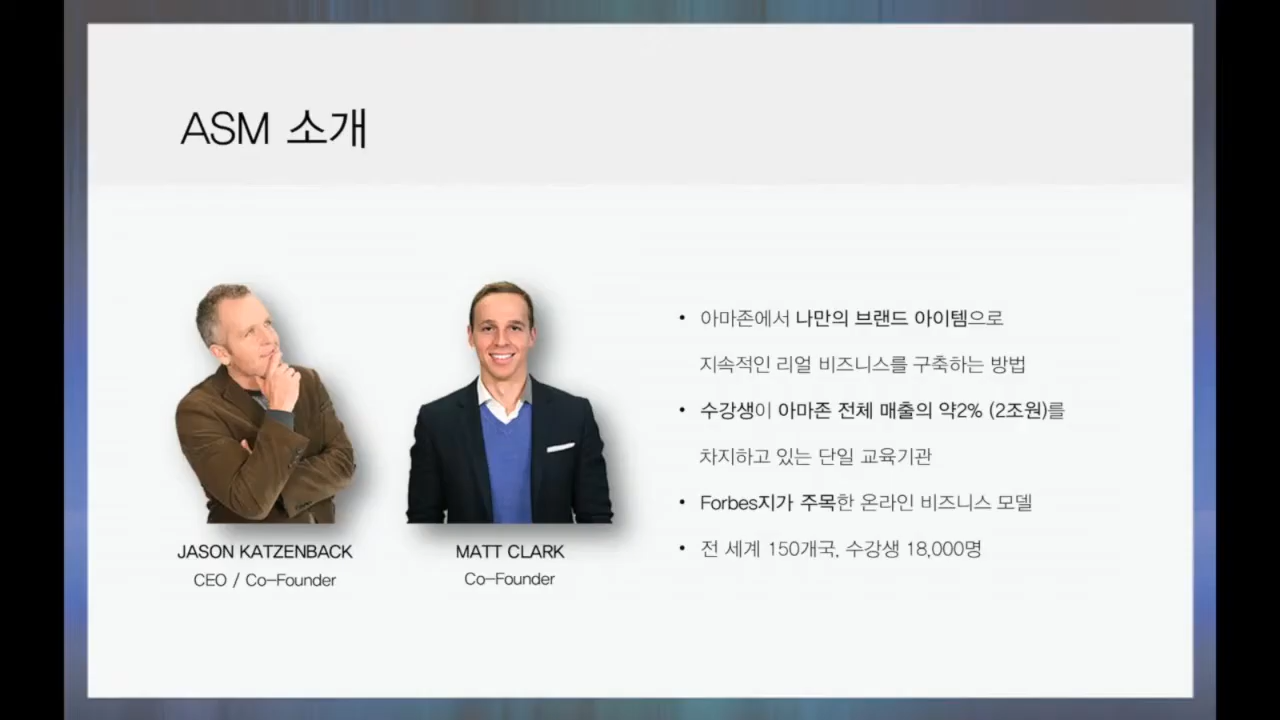 ASM 소개
아마존에서 나만의 브랜드 아이템으로
지속적인 리얼 비즈니스를 구축하는 방법
수강생이 아마존 전체 매출의 약2% (2조원)를
차지하고 있는 단일 교육기관
Forbes지가 주목한 온라인 비즈니스 모델
전 세계 150개국, 수강생 18,000명
JASON KATZENBACK
CEO / Co-Founder
MATT CLARK
Co-Founder